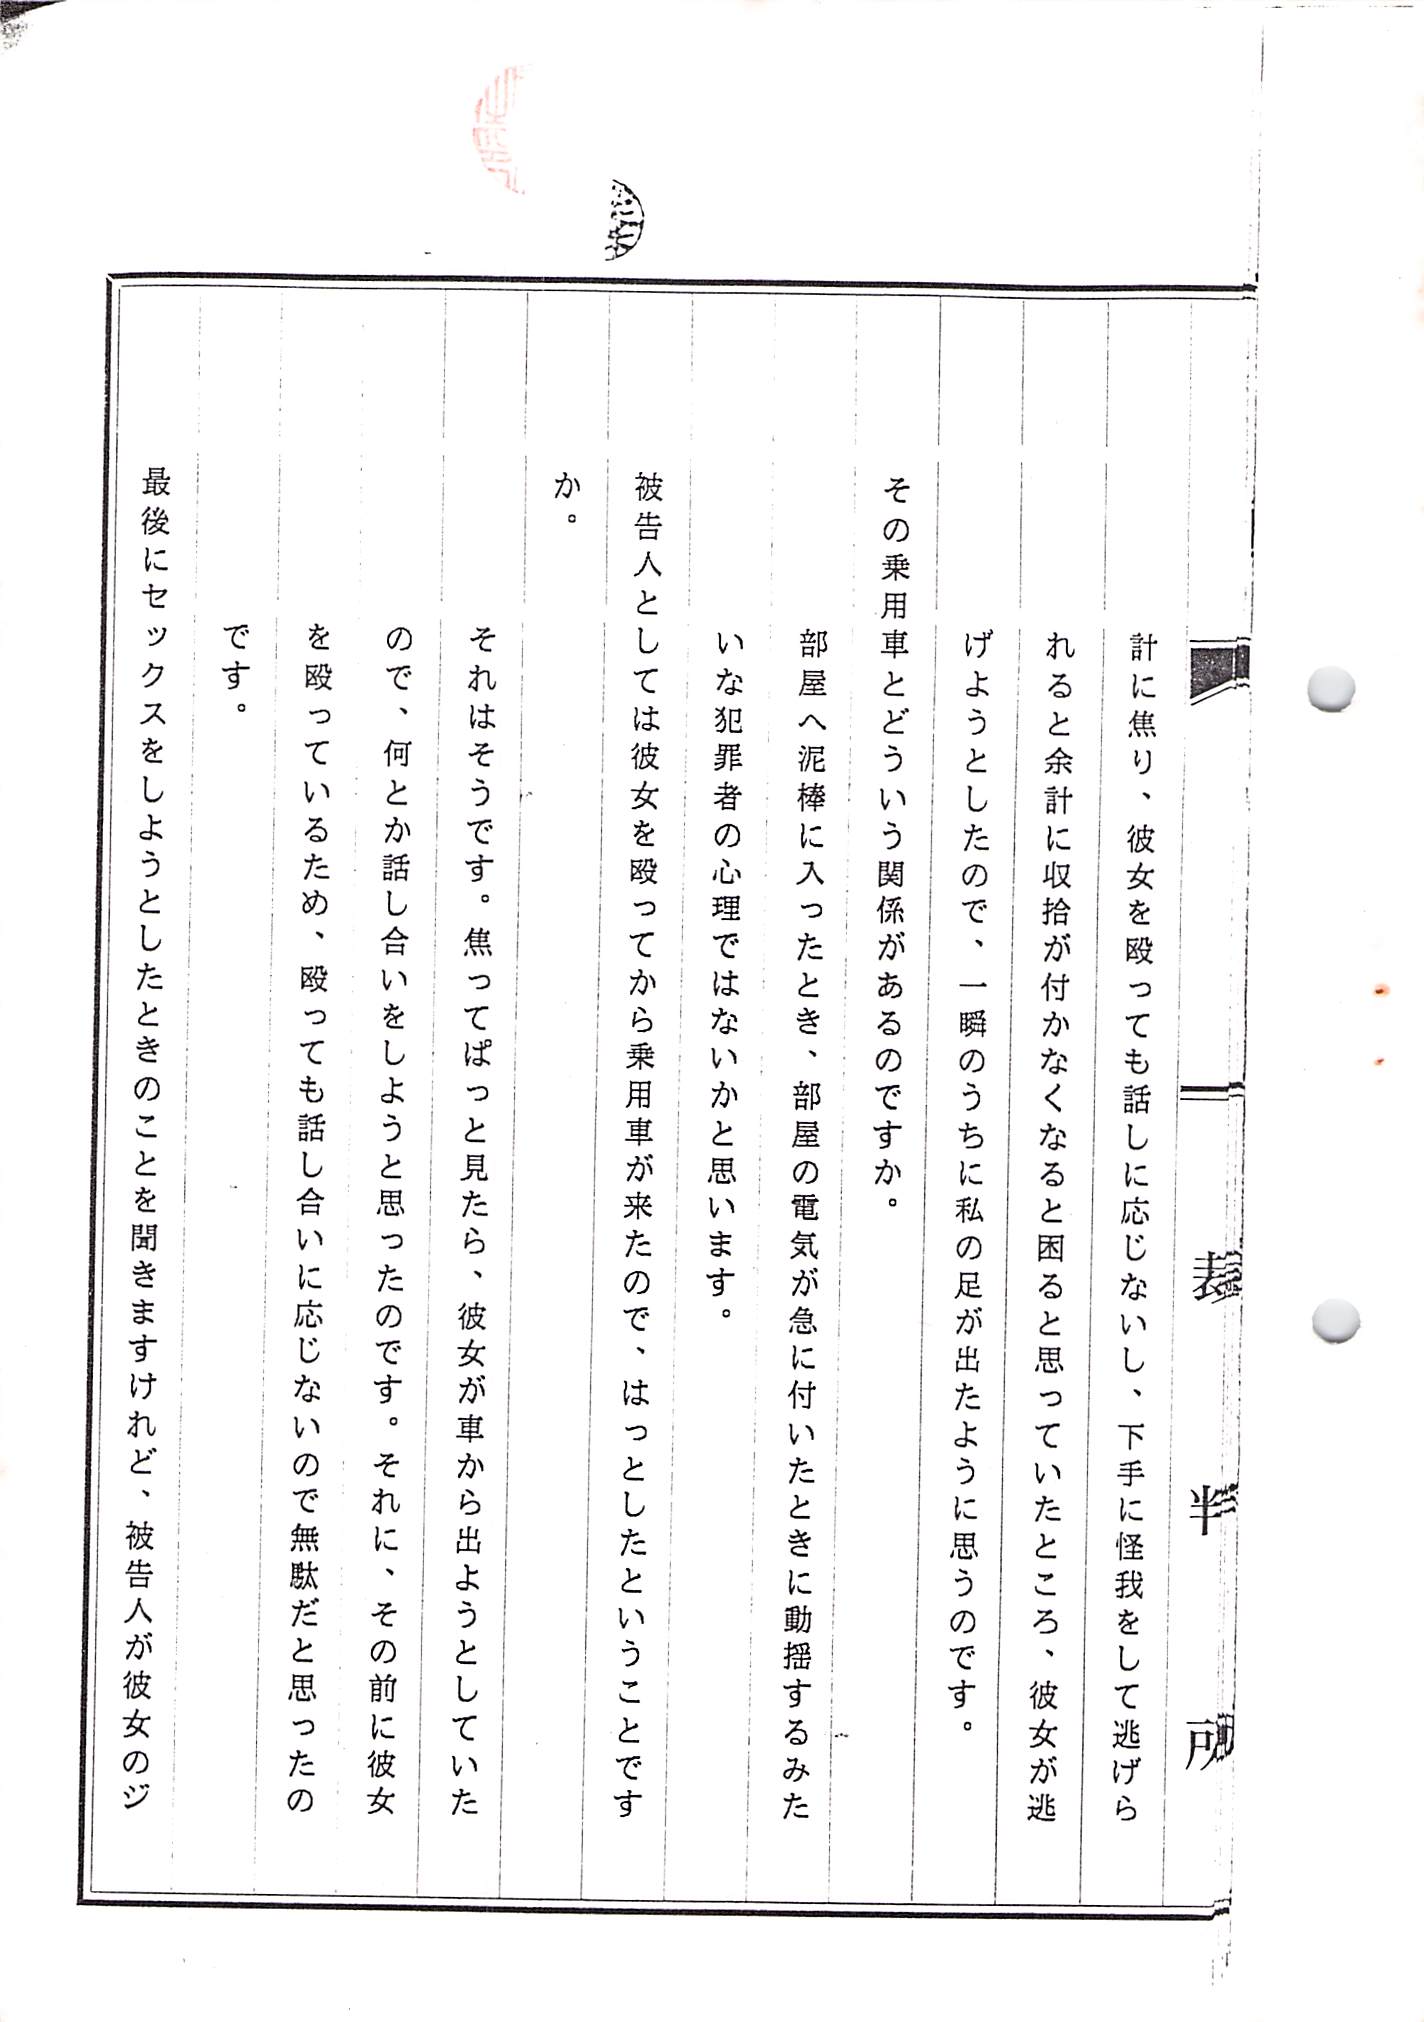 計に焦り、彼女を殴っても話しに応じないし、下手に怪我をして逃げら
れると余計に収拾が付かなくなると困ると思っていたところ、彼女が逃
げようとしたので、一瞬のうちに私の足が出たように思うのです。
その乗用車とどういう関係があるのですか。
部屋へ泥棒に入ったとき、部屋の電気が急に付いたときに動揺するみた
いな犯罪者の心理ではないかと思います。
被告人としては彼女を殴ってから乗用車が来たので、はっとしたということです
か。
それはそうです。焦ってぱっと見たら、彼女が車から出ようとしていた
ので、何とか話し合いをしようと思ったのです。それに、その前に彼女
を殴っているため、殴っても話し合いに応じないので無駄だと思ったの
です。
最後にセックスをしようとしたときのことを聞きますけれど、被告人が彼女のジ